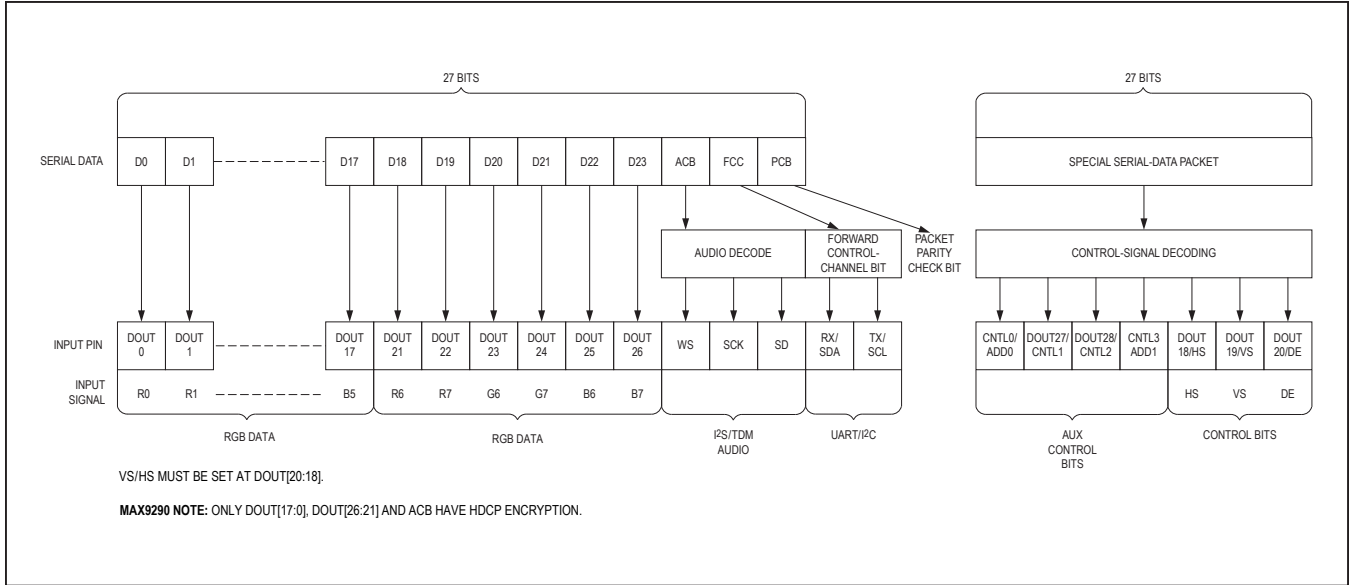 27 BITS 27 BITS
SERIAL DATA D0 D1 D17 D18 D19 D20 D21 D22 D23 ACB FCC PCB SPECIAL SERIAL-DATA PACKET
AUDIO DECODE
FORWARD
CONTROL-
CHANNEL BIT
PACKET
PARITY
CHECK BIT
CONTROL-SIGNAL DECODING
INPUT PIN
DOUT
0
DOUT
1
DOUT
17
DOUT
21
DOUT
22
DOUT
23
DOUT
24
DOUT
25
DOUT
26
WS
SCK
SD
RX/
SDA
TX/
SCL
CNTL0/
ADD0
DOUT27/
CNTL1
DOUT28/
CNTL2
CNTL3
ADD1
DOUT
18/HS
DOUT
19/VS
DOUT
20/DE
INPUT
SIGNAL
R0 R1 B5 R6 R7 G6 G7 B6 B7 HS VS DE
RGB DATA
RGB DATA
I²S/TDM
AUDIO
UART/I²C
AUX
CONTROL
BITS
CONTROL BITS
VS/HS MUST BE SET AT DOUT[20:18].
MAX9290 NOTE: ONLY DOUT[17:0], DOUT[26:21] AND ACB HAVE HDCP ENCRYPTION.